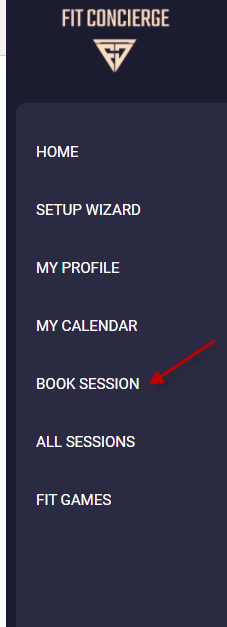 FIT CONCIERGE
HOME
SETUP WIZARD
MY PROFILE
MY CALENDAR
BOOK SESSION
ALL SESSIONS
FIT GAMES